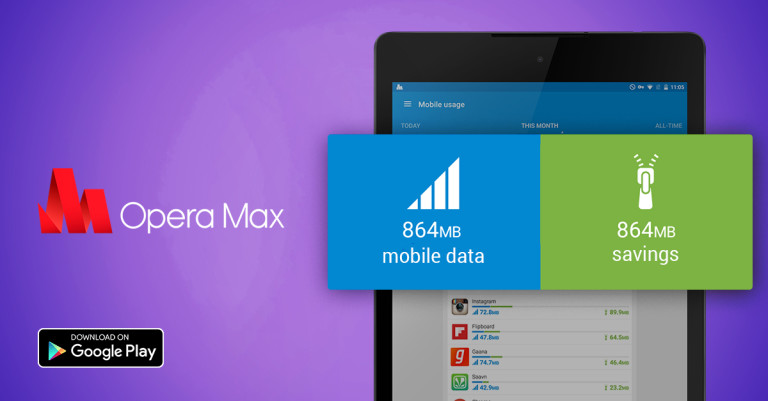 11:05
Mobile usage
TODAY THIS MONTH ALL-TIME
864MB
mobile data
864MB
savings
Opera Max
Instagram
72.8MB 89.9MB
Flipboard
47.8MB 64.5MB
Gaana
74.7MB 46.4MB
Saavn
42.9MB 23.2MB
DOWNLOAD ON
Google Play